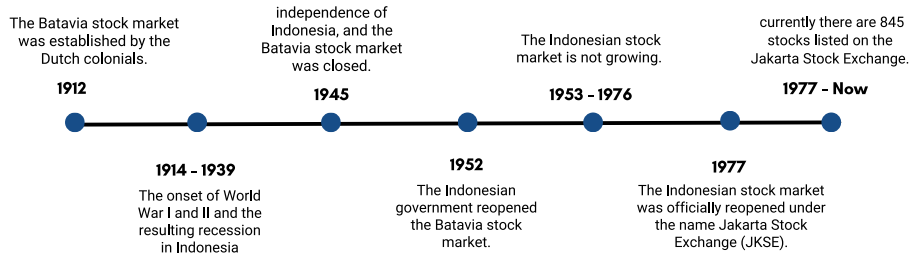 The Batavia stock market
was established by the
Dutch colonials.
1912
1914 - 1939
The onset of World
War I and II and the
resulting recession
in Indonesia
independence of
Indonesia, and the
Batavia stock market
was closed.
1945
1952
The Indonesian
government reopened
the Batavia stock
market.
The Indonesian stock
market is not growing.
1953 - 1976
1977
The Indonesian stock market
was officially reopened under
the name Jakarta Stock
Exchange (JKSE).
currently there are 845
stocks listed on the
Jakarta Stock Exchange.
1977 - Now